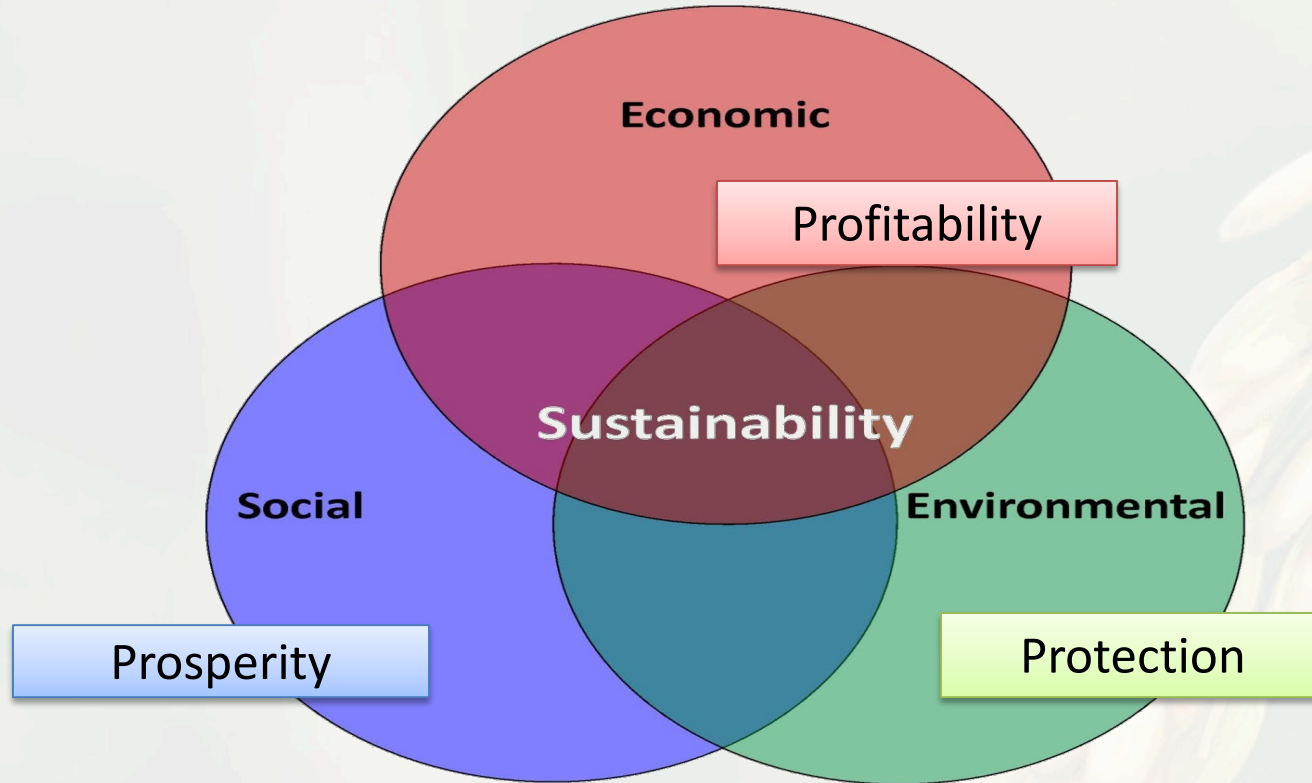 Economic
Profitability
Sustainability
Social
Environmental
Prosperity
Protection